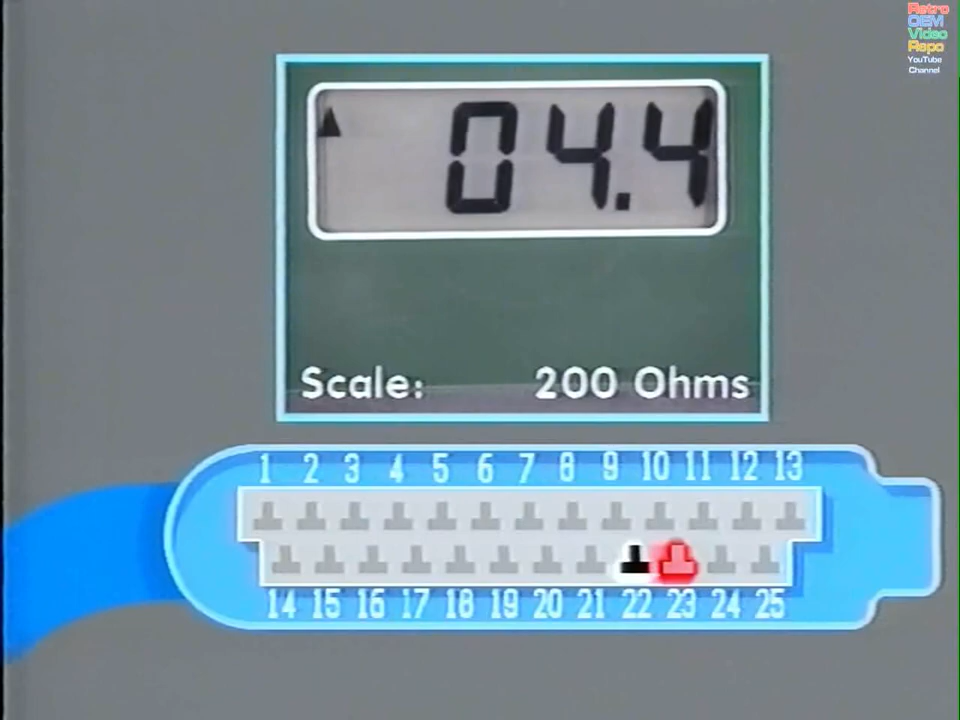 Retro
OEM
Video
Repo
YouTube
Channel
04.4
Scale: 200 Ohms
1 2 3 4 5 6 7 8 9 10 11 12 13
14 15 16 17 18 19 20 21 22 23 24 25